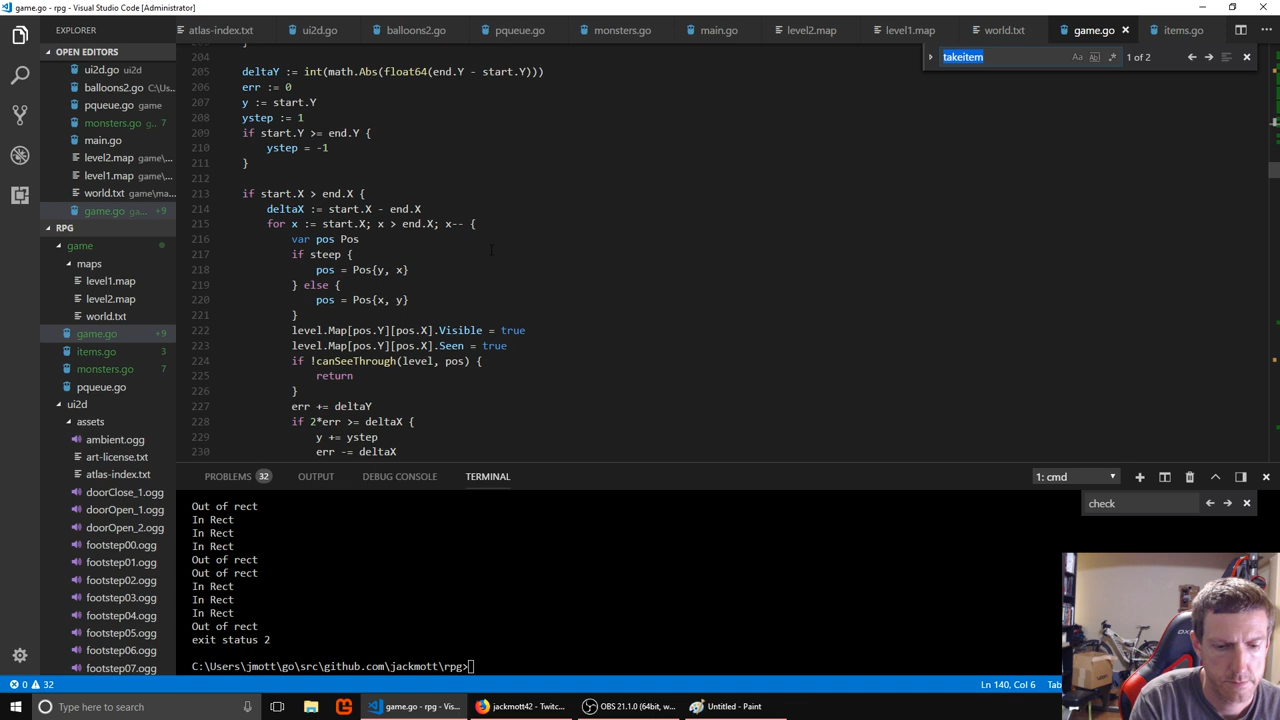 game.go - rpg - Visual Studio Code [Administrator]
EXPLORER
atlas-index.txt
ui2d.go
balloons2.go
pqueue.go
monsters.go
main.go
level2.map
level1.map
world.txt
game.go
items.go
takeitem
Aa
Abl
.*
1 of 2
OPEN EDITORS
ui2d.go ui2d
balloons2.go C:\Us...
pqueue.go game
monsters.go g... 7
main.go
level2.map game\...
level1.map game\...
world.txt game\ma...
game.go ga... +9
RPG
game
maps
level1.map
level2.map
world.txt
game.go +9
items.go 3
monsters.go 7
pqueue.go
ui2d
assets
ambient.ogg
art-license.txt
atlas-index.txt
doorClose_1.ogg
doorOpen_1.ogg
doorOpen_2.ogg
footstep00.ogg
footstep01.ogg
footstep02.ogg
footstep03.ogg
footstep04.ogg
footstep05.ogg
footstep06.ogg
footstep07.ogg
204
205 deltaY := int(math.Abs(float64(end.Y - start.Y)))
206 err := 0
207 y := start.Y
208 ystep := 1
209 if start.Y >= end.Y {
210 ystep = -1
211 }
212
213 if start.X > end.X {
214 deltaX := start.X - end.X
215 for x := start.X; x > end.X; x-- {
216 var pos Pos
217 if steep {
218 pos = Pos{y, x}
219 } else {
220 pos = Pos{x, y}
221 }
222 level.Map[pos.Y][pos.X].Visible = true
223 level.Map[pos.Y][pos.X].Seen = true
224 if !canSeeThrough(level, pos) {
225 return
226 }
227 err += deltaY
228 if 2*err >= deltaX {
229 y += ystep
230 err -= deltaX
PROBLEMS 32 OUTPUT DEBUG CONSOLE TERMINAL
1: cmd
check
Out of rect
In Rect
In Rect
In Rect
Out of rect
Out of rect
In Rect
In Rect
In Rect
Out of rect
exit status 2
C:\Users\jmott\go\src\github.com\jackmott\rpg>
0 32
Ln 140, Col 6
Tab
Type here to search
game.go - rpg - Vis...
jackmott42 - Twitc...
OBS 21.1.0 (64bit, w...
Untitled - Paint